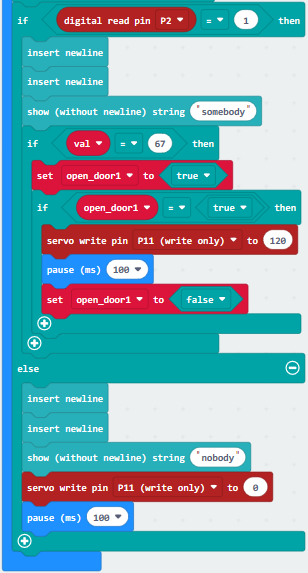 if digital read pin P2 = 1 then
insert newline
insert newline
show (without newline) string "somebody"
if val = 67 then
set open_door1 to true
if open_door1 = true then
servo write pin P11 (write only) to 120
pause (ms) 100
set open_door1 to false
else
insert newline
insert newline
show (without newline) string "nobody"
servo write pin P11 (write only) to 0
pause (ms) 100